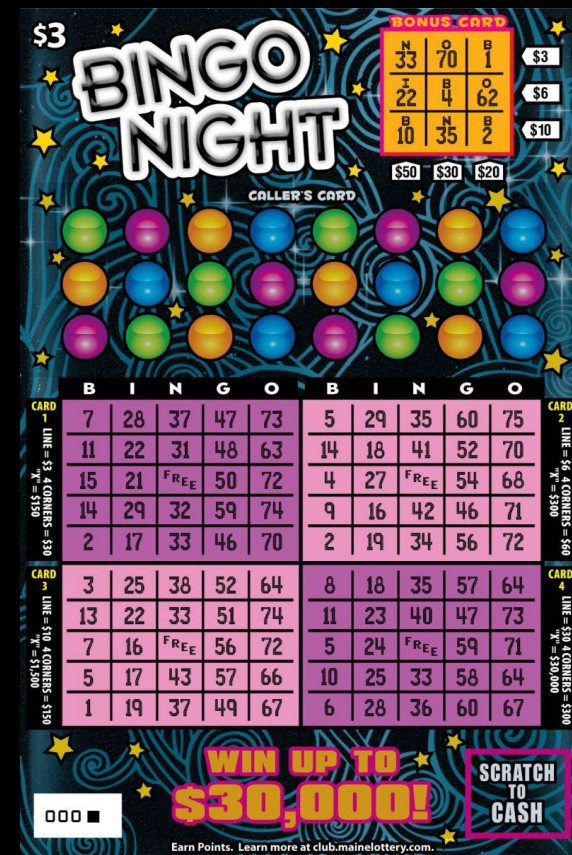 $3
BINGO
NIGHT
BONUS CARD
N O B
33 70 1 $3
I B O
22 4 62 $6
B N B
10 35 2 $10
$50 $30 $20
CALLER'S CARD
B I N G O B I N G O
CARD 1
LINE = $3 4 CORNERS = $30
"X" = $150
7 28 37 47 73
11 22 31 48 63
15 21 FREE 50 72
14 29 32 59 74
2 17 33 46 70
CARD 2
LINE = $6 4 CORNERS = $60
"X" = $300
5 29 35 60 75
14 18 41 52 70
4 27 FREE 54 68
9 16 42 46 71
2 19 34 56 72
CARD 3
LINE = $10 4 CORNERS = $150
"X" = $1,500
3 25 38 52 64
13 22 33 51 74
7 16 FREE 56 72
5 17 43 57 66
1 19 37 49 67
CARD 4
LINE = $30 4 CORNERS = $300
"X" = $30,000
8 18 35 57 64
11 23 40 47 73
5 24 FREE 59 71
10 25 33 58 64
6 28 36 60 67
WIN UP TO
$30,000!
SCRATCH
TO
CASH
000
Earn Points. Learn more at club.mainelottery.com.